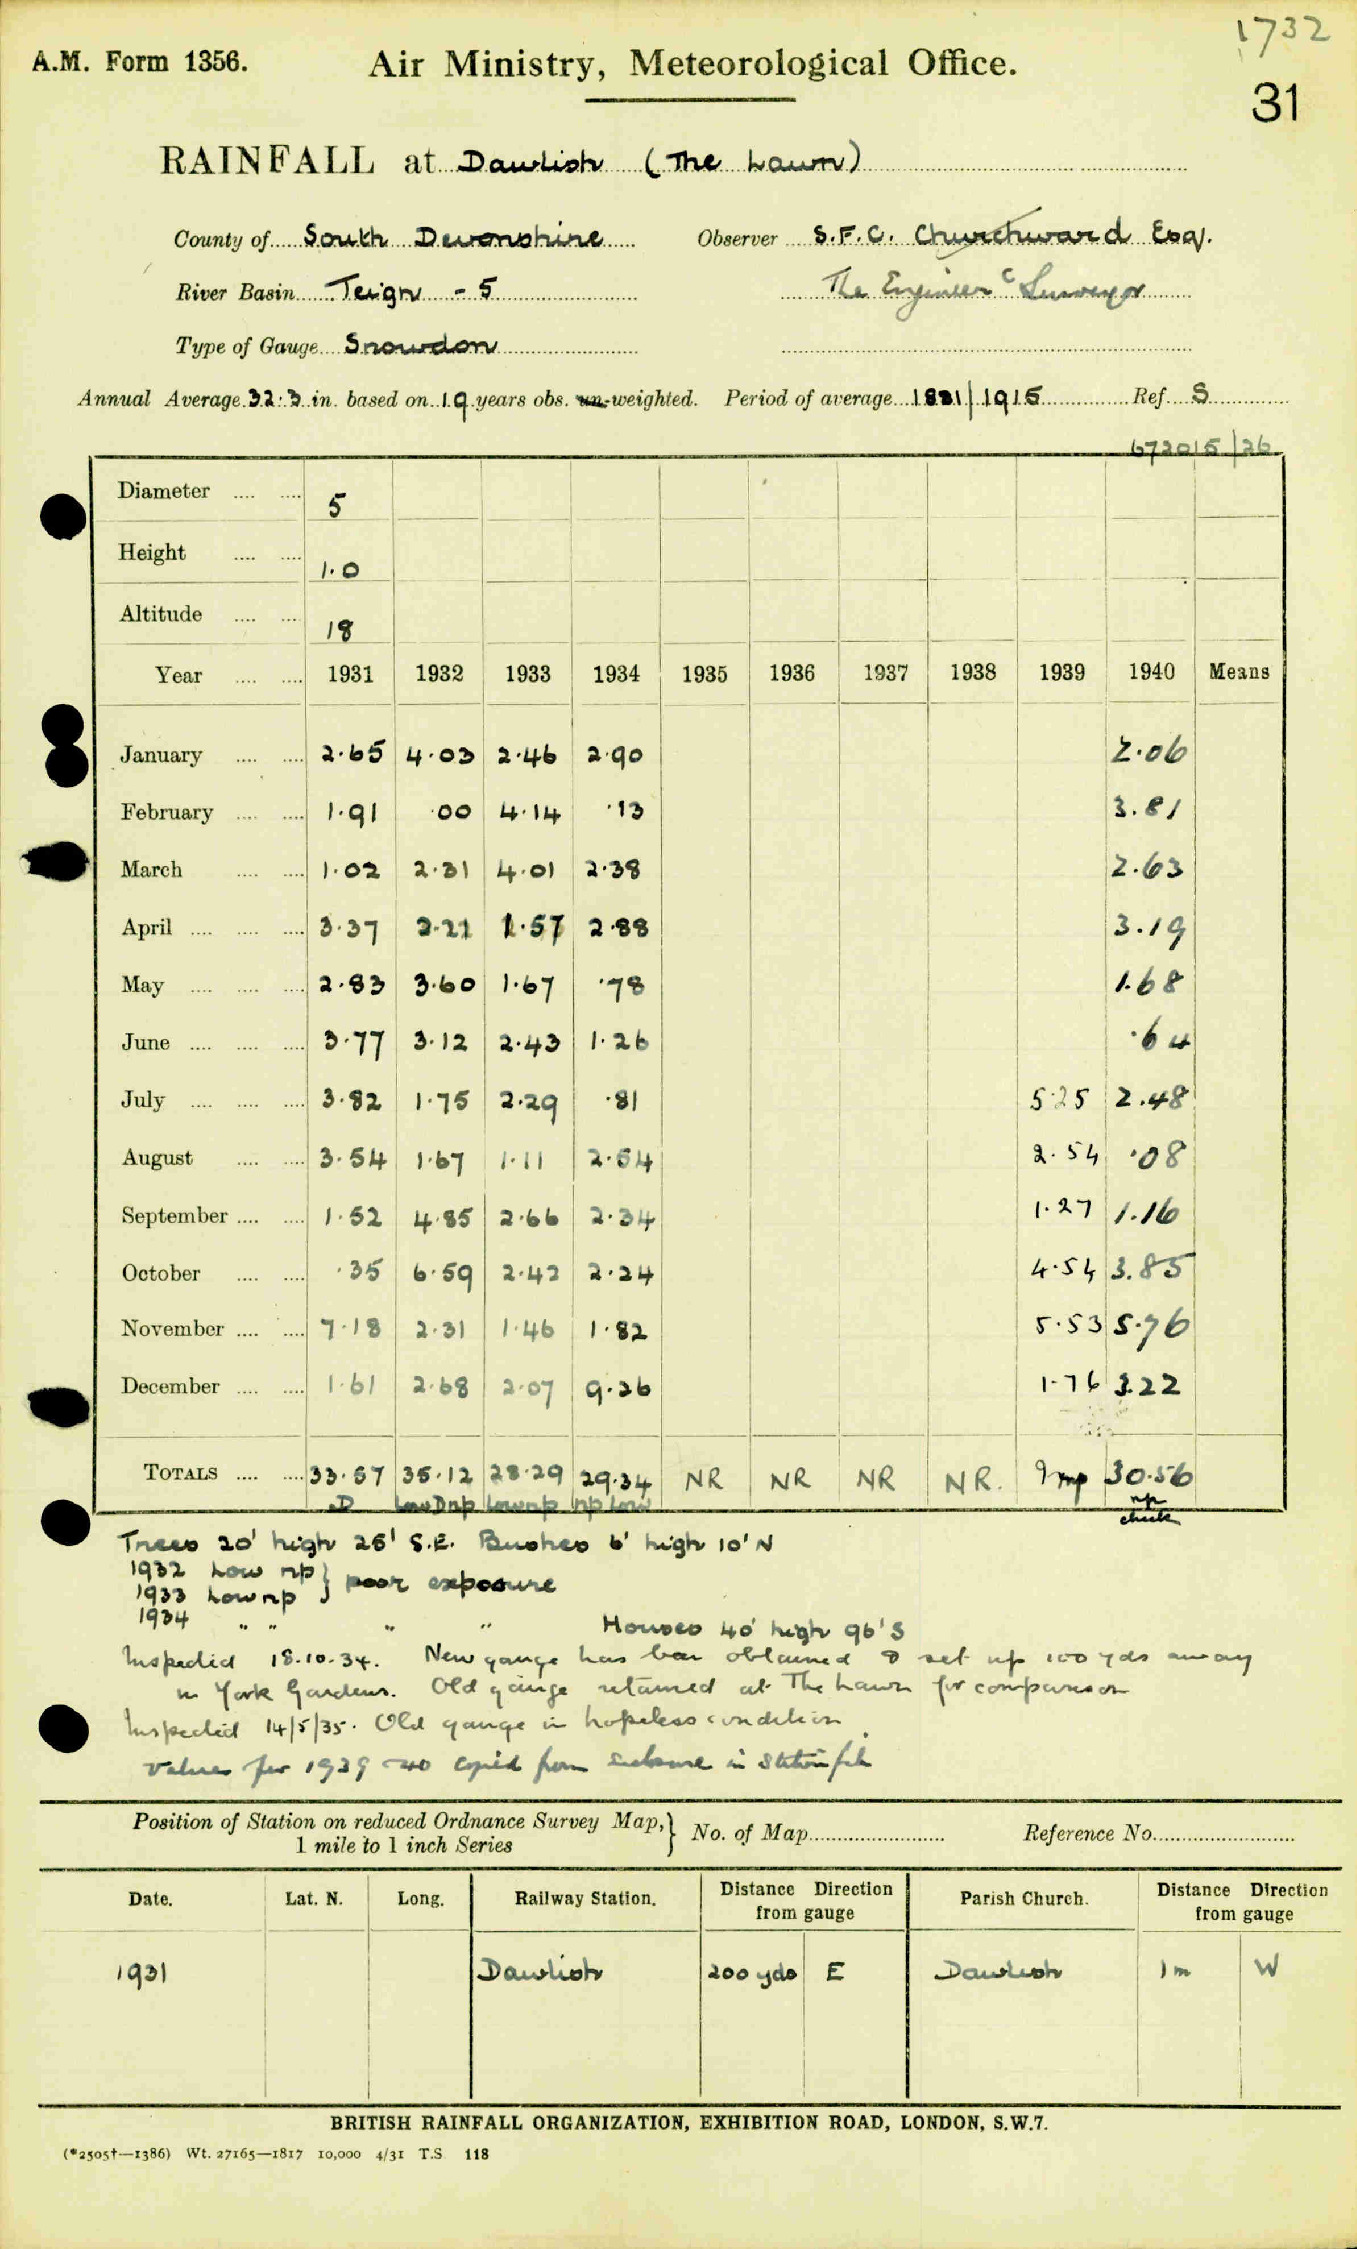 1732
A.M. Form 1356. Air Ministry, Meteorological Office.
31
RAINFALL at Dawlish (The Lawn)
County of South Devonshire Observer S.F.C. Churchward Esq.
River Basin Teign - 5 The Engineer & Surveyor
Type of Gauge Snowdon
Annual Average 32.3 in. based on 19 years obs. un-weighted. Period of average 1881/1915 Ref. S
672015/26
Diameter .... .... 5
Height .... .... 1.0
Altitude .... .... 18
Year .... .... 1931 1932 1933 1934 1935 1936 1937 1938 1939 1940 Means
January .... .... 2.65 4.03 2.46 2.90 2.06
February .... .... 1.91 .00 4.14 .13 3.81
March .... .... 1.02 2.31 4.01 2.38 2.63
April .... .... .... 3.37 2.21 1.57 2.88 3.19
May .... .... .... 2.83 3.60 1.67 .78 1.68
June .... .... .... 3.77 3.12 2.43 1.26 .64
July .... .... .... 3.82 1.75 2.29 .81 5.25 2.48
August .... .... 3.54 1.67 1.11 2.54 2.54 .08
September .... .... 1.52 4.85 2.66 2.34 1.27 1.16
October .... .... .35 6.59 2.42 2.24 4.54 3.85
November .... .... 7.18 2.31 1.46 1.82 5.53 5.76
December .... .... 1.61 2.68 2.07 9.26 1.76 3.22
TOTALS .... .... 33.57 35.12 28.29 29.34 NR NR NR NR. 30.56
D Low D np Low np np Low np
check
Trees 20' high 25' S.E. Bushes 6' high 10' N
1932 Low np } poor exposure
1933 Low np
1934 " " " " Houses 40' high 96' S
Inspected 18.10.34. New gauge has been obtained & set up 100 yds away
in York Gardens. Old gauge retained at The Lawn for comparison
Inspected 14/5/35. Old gauge in hopeless condition.
Values for 1939-40 copied from enclosure in Station file
Position of Station on reduced Ordnance Survey Map, } No. of Map Reference No.
1 mile to 1 inch Series
Date. Lat. N. Long. Railway Station. Distance Direction from gauge Parish Church. Distance Direction from gauge
1931 Dawlish 200 yds E Dawlish 1 m W
BRITISH RAINFALL ORGANIZATION, EXHIBITION ROAD, LONDON, S.W.7.
(*2505†—1386) Wt. 27165—1817 10,000 4/31 T.S 118